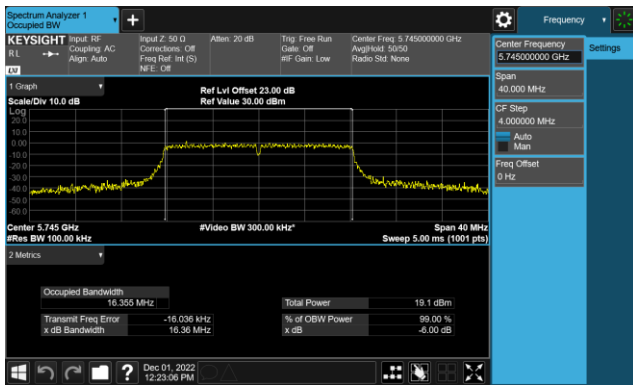 Spectrum Analyzer 1
Occupied BW
Frequency
KEYSIGHT
Input: RF
Coupling: AC
Align: Auto
Input Z: 50 Ω
Corrections: Off
Freq Ref: Int (S)
NFE: Off
Atten: 20 dB
Trig: Free Run
Gate: Off
#IF Gain: Low
Center Freq: 5.745000000 GHz
Avg|Hold: 50/50
Radio Std: None
RL
LXI
Center Frequency
5.745000000 GHz
Settings
Span
40.000 MHz
CF Step
4.000000 MHz
Auto
Man
Freq Offset
0 Hz
1 Graph
Scale/Div 10.0 dB
Ref Lvl Offset 23.00 dB
Ref Value 30.00 dBm
Log
20.0
10.0
0.00
-10.0
-20.0
-30.0
-40.0
-50.0
-60.0
Center 5.745 GHz
#Res BW 100.00 kHz
#Video BW 300.00 kHz*
Span 40 MHz
Sweep 5.00 ms (1001 pts)
2 Metrics
Occupied Bandwidth
16.355 MHz
Total Power 19.1 dBm
Transmit Freq Error -16.036 kHz
% of OBW Power 99.00 %
x dB Bandwidth 16.36 MHz
x dB -6.00 dB
?
Dec 01, 2022
12:23:06 PM